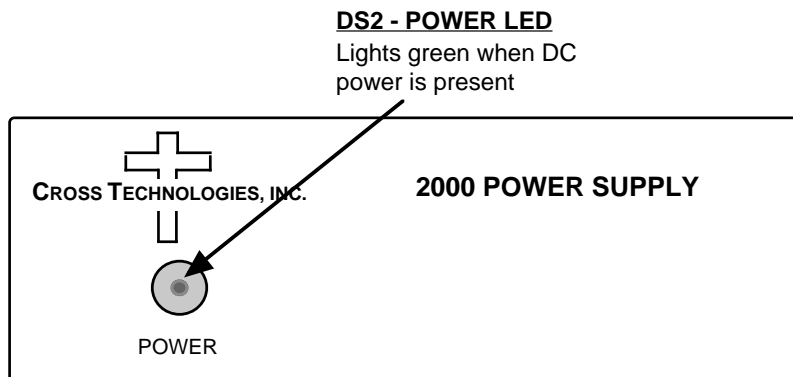 DS2 - POWER LED
Lights green when DC
power is present
CROSS TECHNOLOGIES, INC.
2000 POWER SUPPLY
POWER